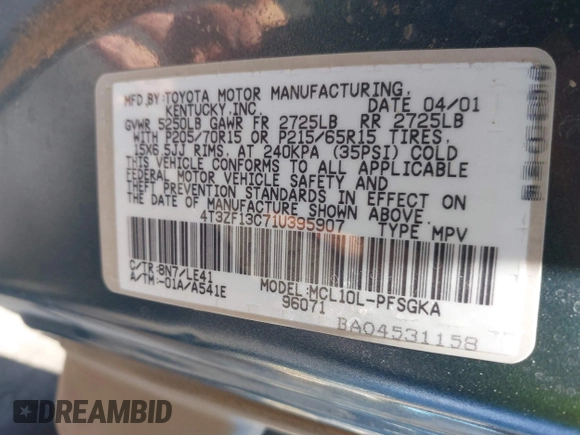 MFD.BY:TOYOTA MOTOR MANUFACTURING,
KENTUCKY,INC. DATE 04/01
GVWR 5250LB GAWR FR 2725LB RR 2725LB
WITH P205/70R15 OR P215/65R15 TIRES,
15X6.5JJ RIMS, AT 240KPA (35PSI) COLD
THIS VEHICLE CONFORMS TO ALL APPLICABLE
FEDERAL MOTOR VEHICLE SAFETY AND
THEFT PREVENTION STANDARDS IN EFFECT ON
THE DATE OF MANUFACTURE SHOWN ABOVE.
4T3ZF13C71U395907 TYPE MPV
C/TR:8N7/LE41 MODEL:MCL10L-PFSGKA
A/TM:-01A/A541E 96071
BA04531158
DREAMBID